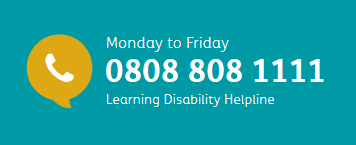 Monday to Friday
0808 808 1111
Learning Disability Helpline